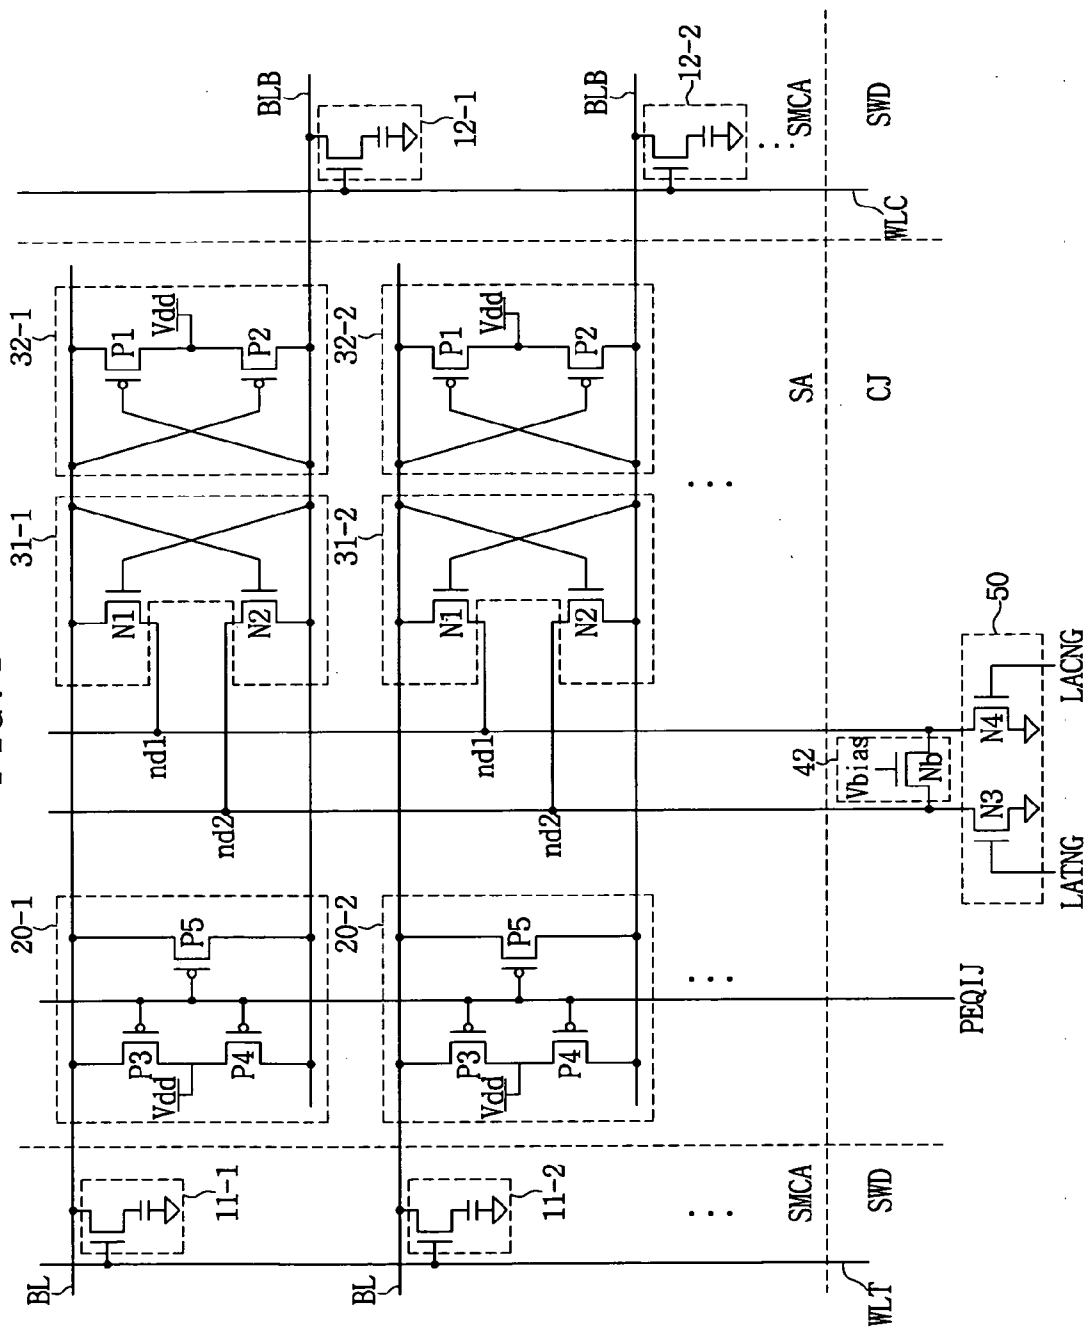 BL
20-1
31-1
32-1
N1
P1
P3
Vdd
nd1
Vdd
P5
11-1
nd2
P4
N2
P2
BLB
BL
20-2
31-2
32-2
12-1
N1
P1
P3
Vdd
nd1
Vdd
P5
11-2
nd2
P4
N2
P2
BLB
12-2
...
...
...
...
SMCA
SA
SMCA
42
Vbias
SWD
CJ
SWD
WLT
WLC
Nb
PEQIJ
N3
N4
50
LATNG
LACNG